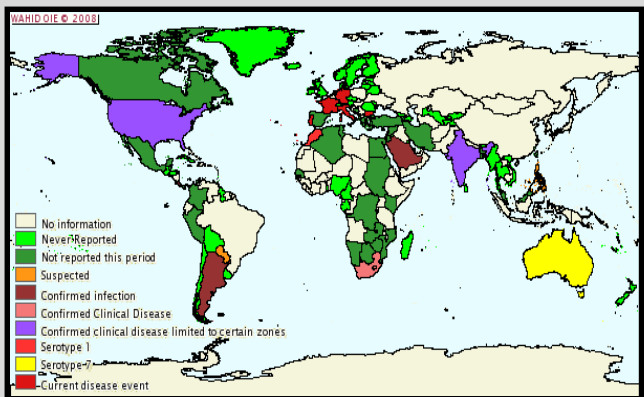 WAHID OIE © 2008
No information
Never Reported
Not reported this period
Suspected
Confirmed infection
Confirmed Clinical Disease
Confirmed clinical disease limited to certain zones
Serotype 1
Serotype 7
Current disease event